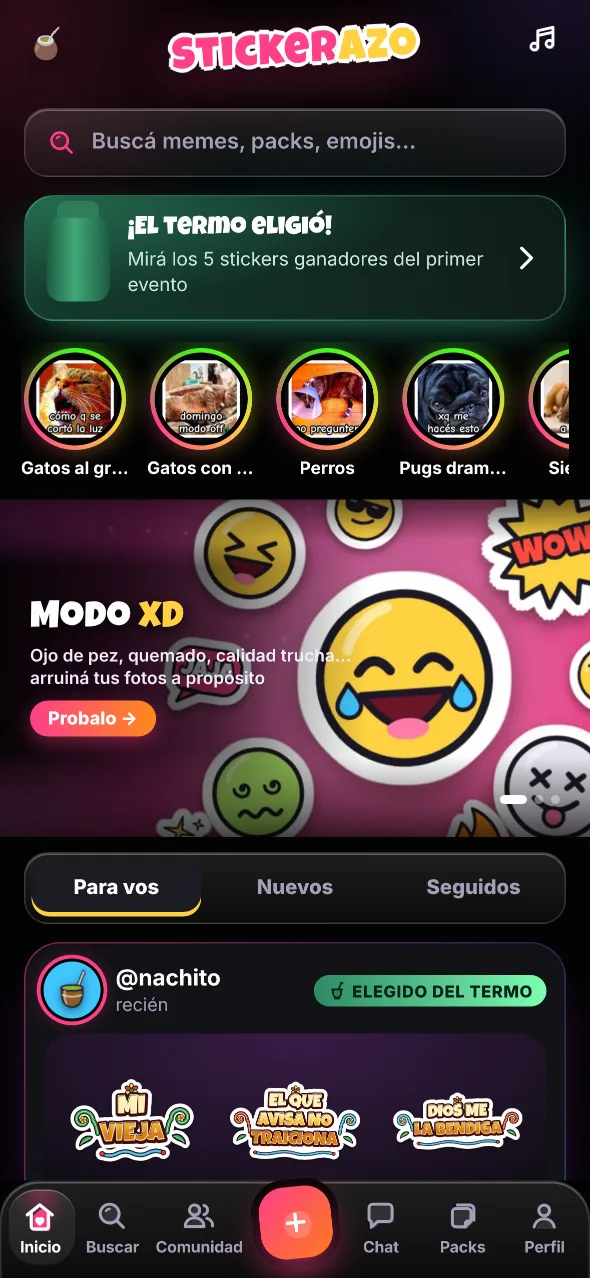 STICKERAZO
Buscá memes, packs, emojis...
¡EL TERMO ELIGIÓ!
Mirá los 5 stickers ganadores del primer
evento
cómo q se
cortó la luz
domingo
modo off
no pregunten
xq me
hacés esto
Gatos al gr...
Gatos con ...
Perros
Pugs dram...
Sie
WOW
MODO XD
Ojo de pez, quemado, calidad trucha...
arruiná tus fotos a propósito
JAJA
Probalo →
Para vos
Nuevos
Seguidos
@nachito
recién
ELEGIDO DEL TERMO
MI
VIEJA
EL QUE
AVISA NO
TRAICIONA
DIOS ME
LA BENDIGA
Inicio
Buscar
Comunidad
Chat
Packs
Perfil